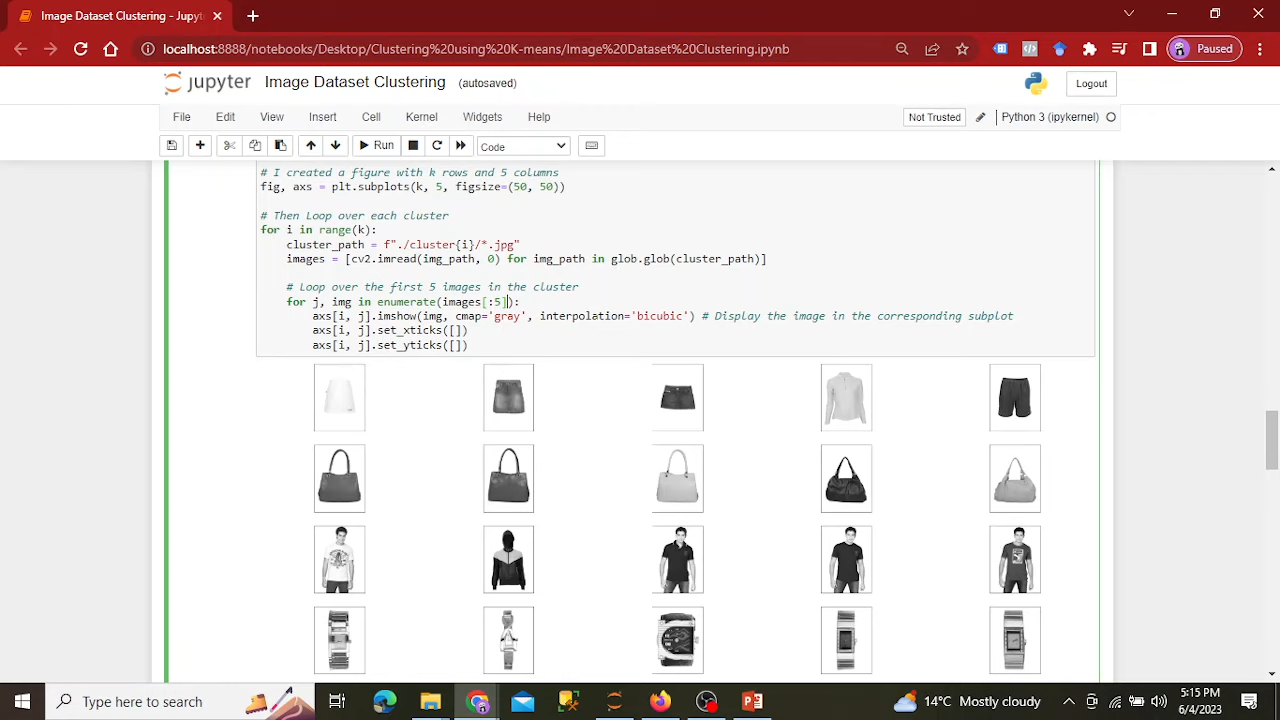 Image Dataset Clustering - Jupyte
localhost:8888/notebooks/Desktop/Clustering%20using%20K-means/Image%20Dataset%20Clustering.ipynb
Paused
jupyter Image Dataset Clustering (autosaved)
Logout
File Edit View Insert Cell Kernel Widgets Help
Not Trusted
Python 3 (ipykernel)
Run
Code
# I created a figure with k rows and 5 columns
fig, axs = plt.subplots(k, 5, figsize=(50, 50))
# Then Loop over each cluster
for i in range(k):
cluster_path = f"./cluster{i}/*.jpg"
images = [cv2.imread(img_path, 0) for img_path in glob.glob(cluster_path)]
# Loop over the first 5 images in the cluster
for j, img in enumerate(images[:5]):
axs[i, j].imshow(img, cmap='gray', interpolation='bicubic') # Display the image in the corresponding subplot
axs[i, j].set_xticks([])
axs[i, j].set_yticks([])
Type here to search
14°C Mostly cloudy
5:15 PM
6/4/2023